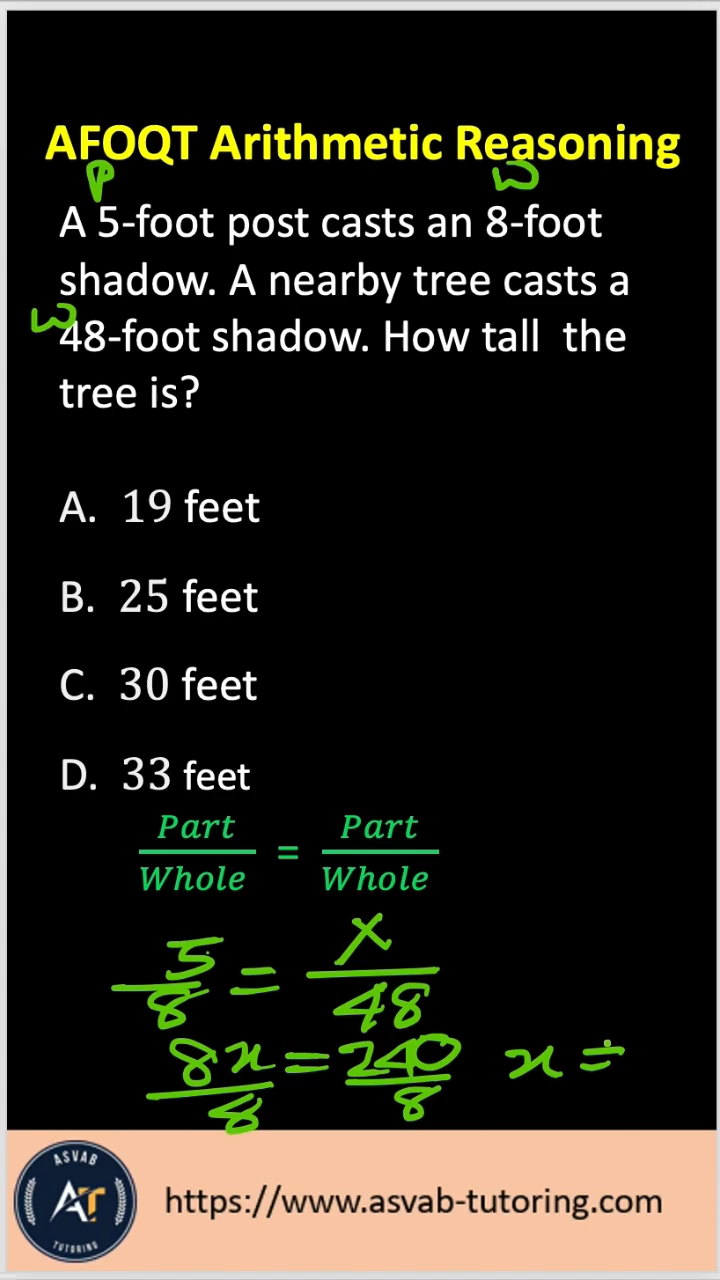 AFOQT Arithmetic Reasoning
P W
A 5-foot post casts an 8-foot
shadow. A nearby tree casts a
W
48-foot shadow. How tall the
tree is?
A. 19 feet
B. 25 feet
C. 30 feet
D. 33 feet
Part/Whole = Part/Whole
5/8 = x/48
8x/8 = 240/8 x =
ASVAB
AT
TUTORING
https://www.asvab-tutoring.com